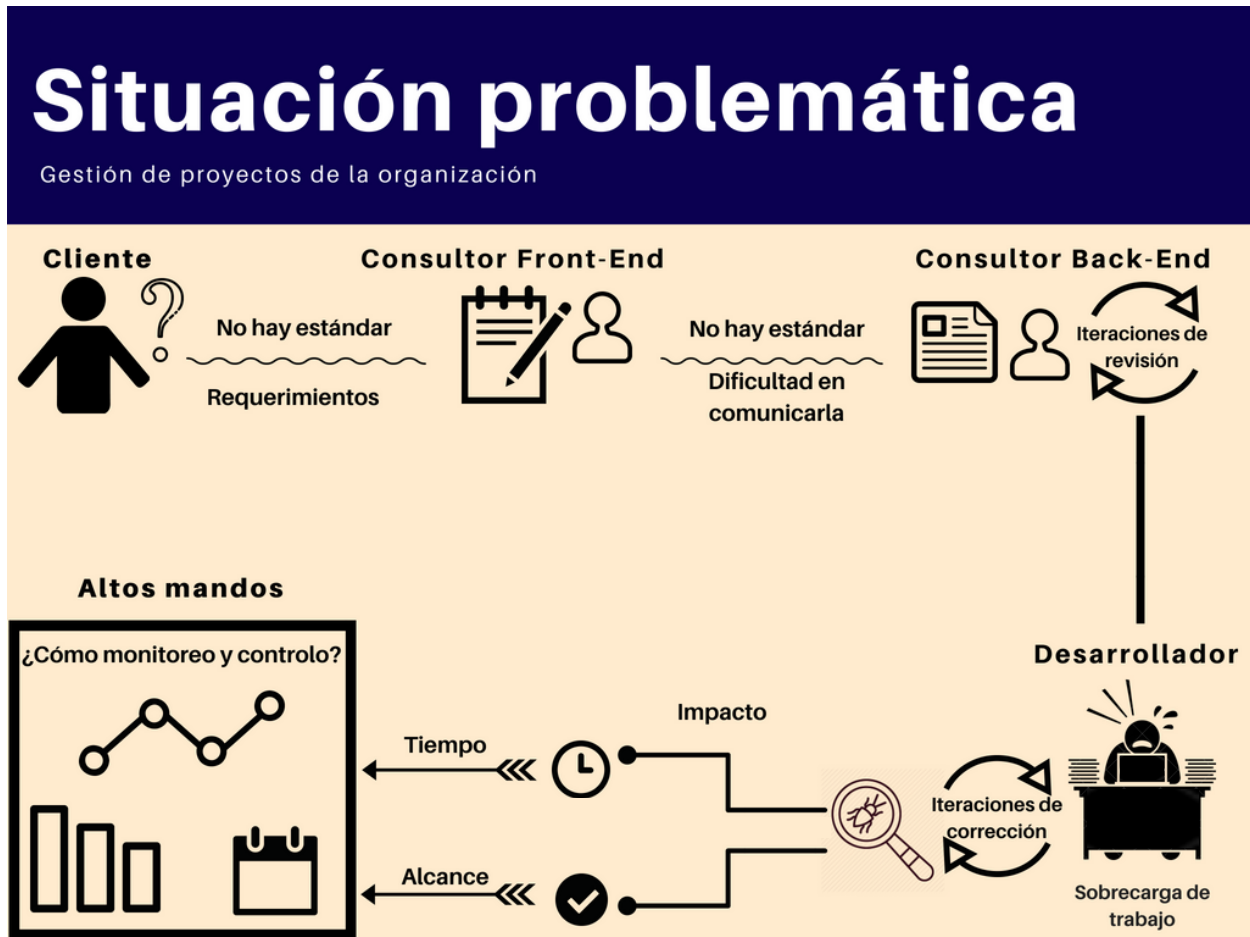 Situación problemática
Gestión de proyectos de la organización
Cliente
Consultor Front-End
Consultor Back-End
No hay estándar
Requerimientos
No hay estándar
Dificultad en
comunicarla
Iteraciones de
revisión
Altos mandos
¿Cómo monitoreo y controlo?
Desarrollador
Impacto
Tiempo
Alcance
Iteraciones de
corrección
Sobrecarga de
trabajo